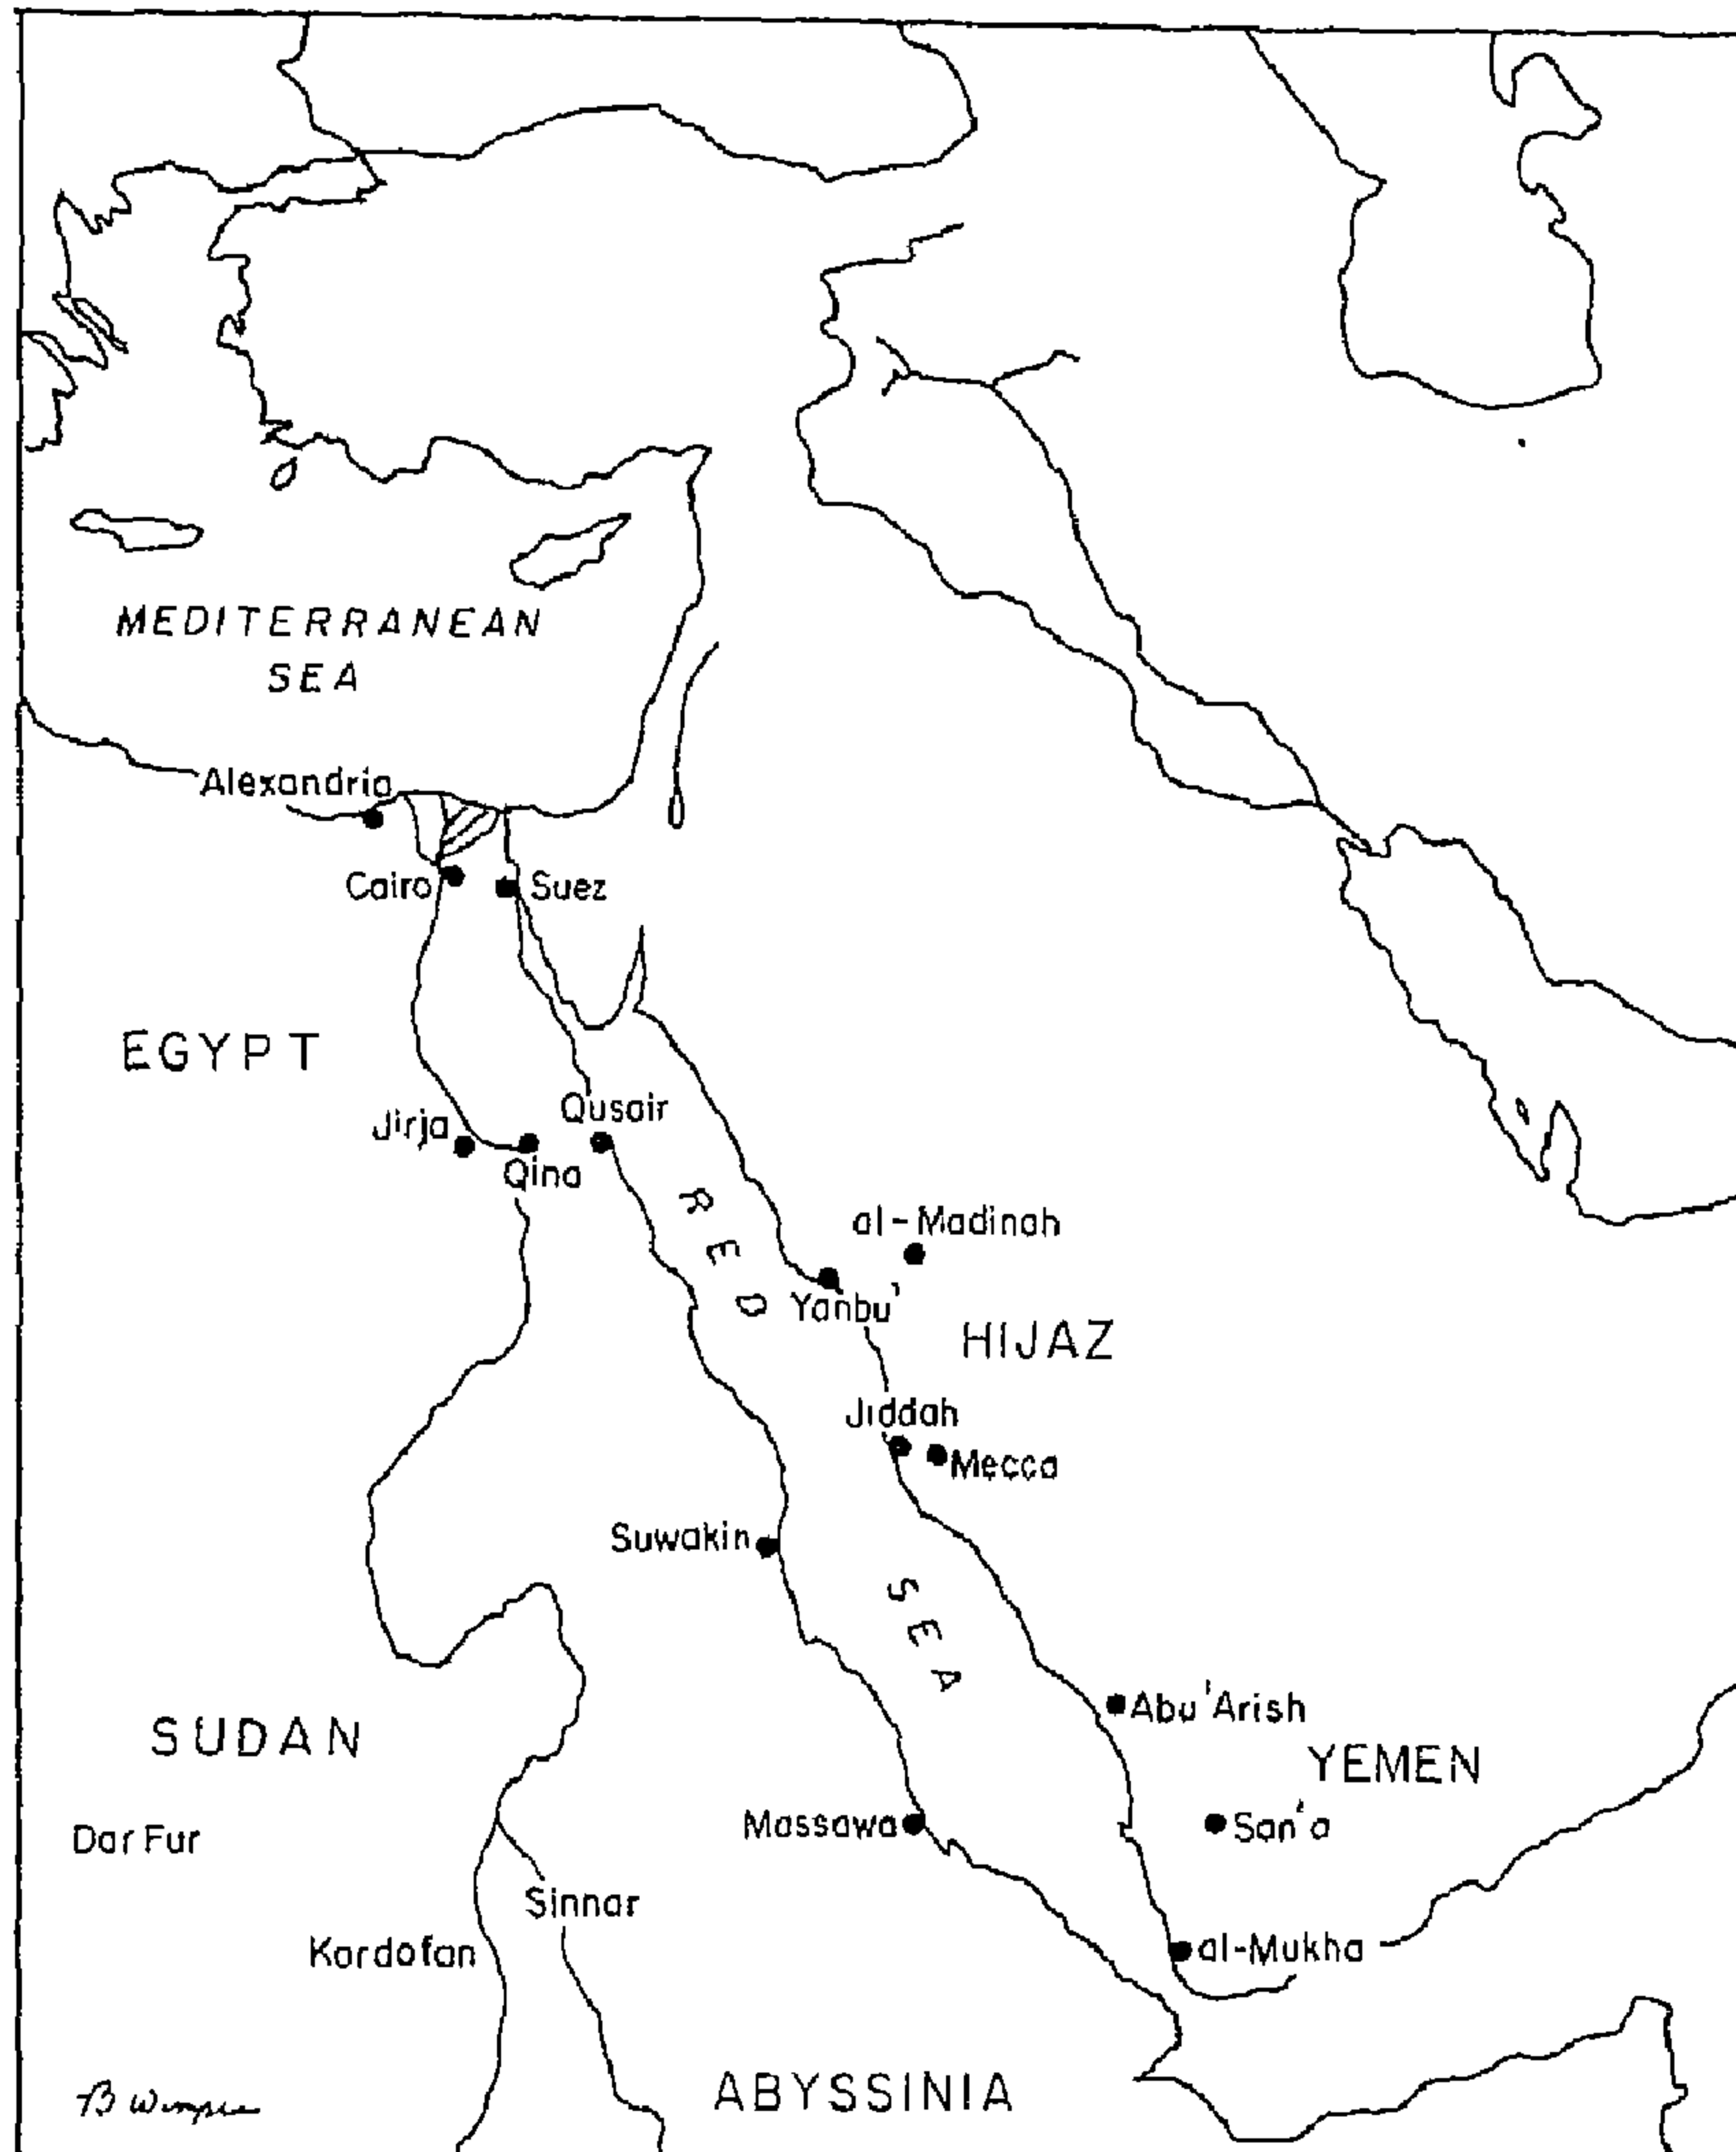 MEDITERRANEAN
SEA
Alexandria
Cairo
Suez
EGYPT
Qusair
Jirja
Qina
RED
al-Madinah
Yanbu'
HIJAZ
Jiddah
Mecca
Suwakin
SEA
Abu 'Arish
SUDAN
YEMEN
Massawa
San'a
Dar Fur
Sinnar
Kordofan
al-Mukha
ABYSSINIA
B